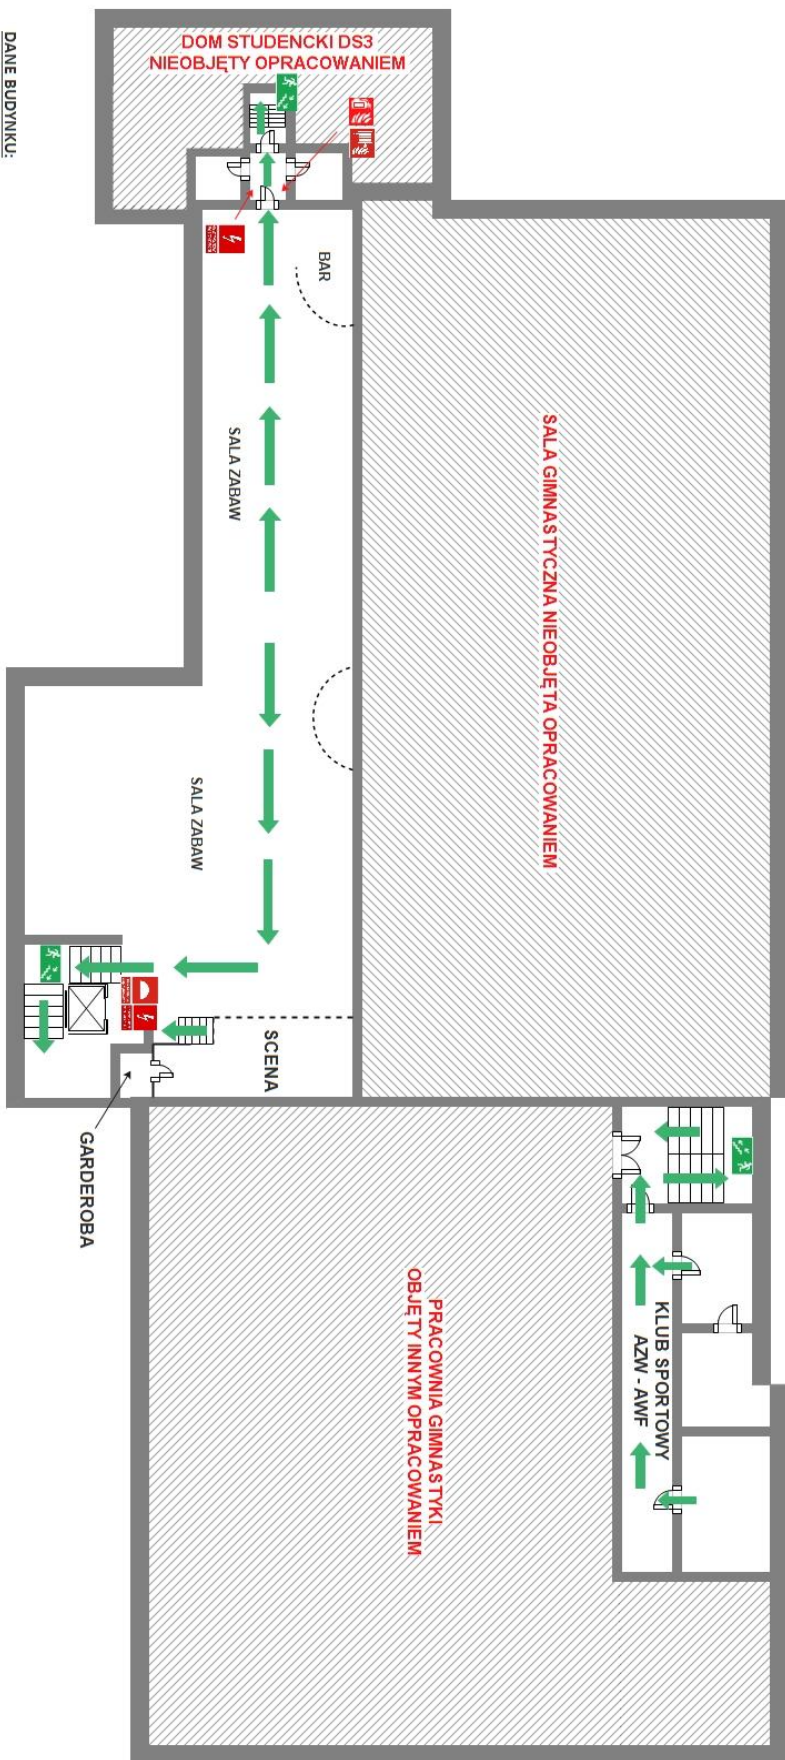 DOM STUDENCKI DS3
NIEOBJĘTY OPRACOWANIEM
DANE BUDYNKU:
BAR
SALA ZABAW
SALA GIMNASTYCZNA NIEOBJĘTA OPRACOWANIEM
SALA ZABAW
SCENA
GARDEROBA
KLUB SPORTOWY
AZW - AWF
PRACOWNIA GIMNASTYKI
OBJĘTY INNYM OPRACOWANIEM